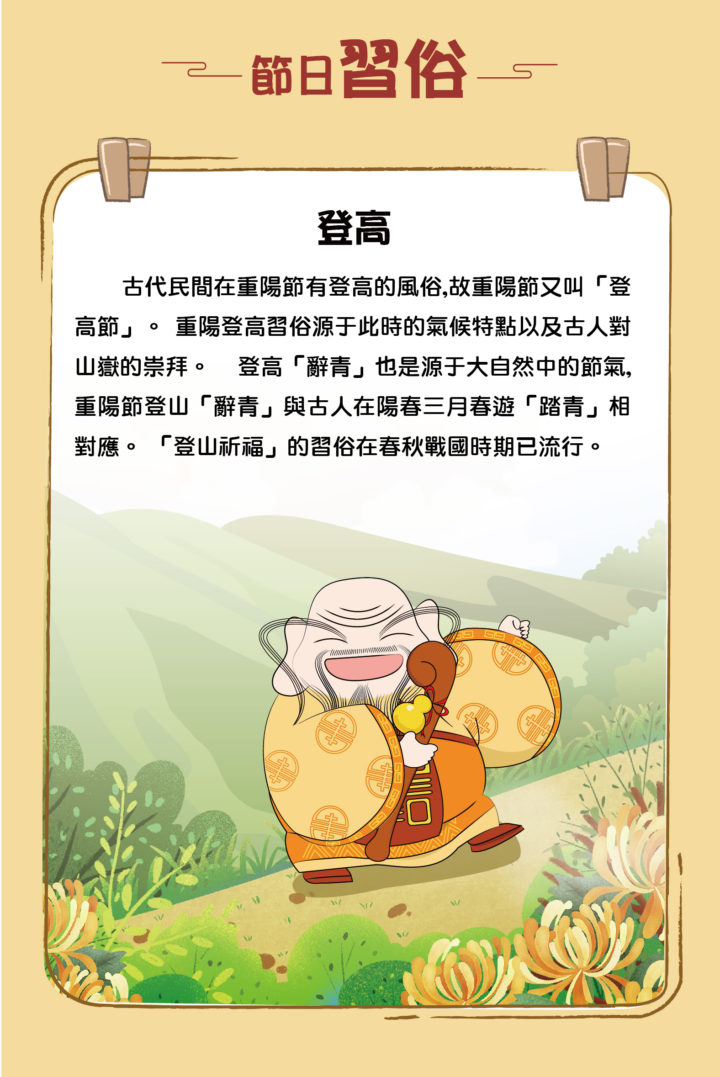 節日習俗
登高
古代民間在重陽節有登高的風俗,故重陽節又叫「登
高節」。 重陽登高習俗源于此時的氣候特點以及古人對
山嶽的崇拜。 登高「辭青」也是源于大自然中的節氣,
重陽節登山「辭青」與古人在陽春三月春遊「踏青」相
對應。 「登山祈福」的習俗在春秋戰國時期已流行。